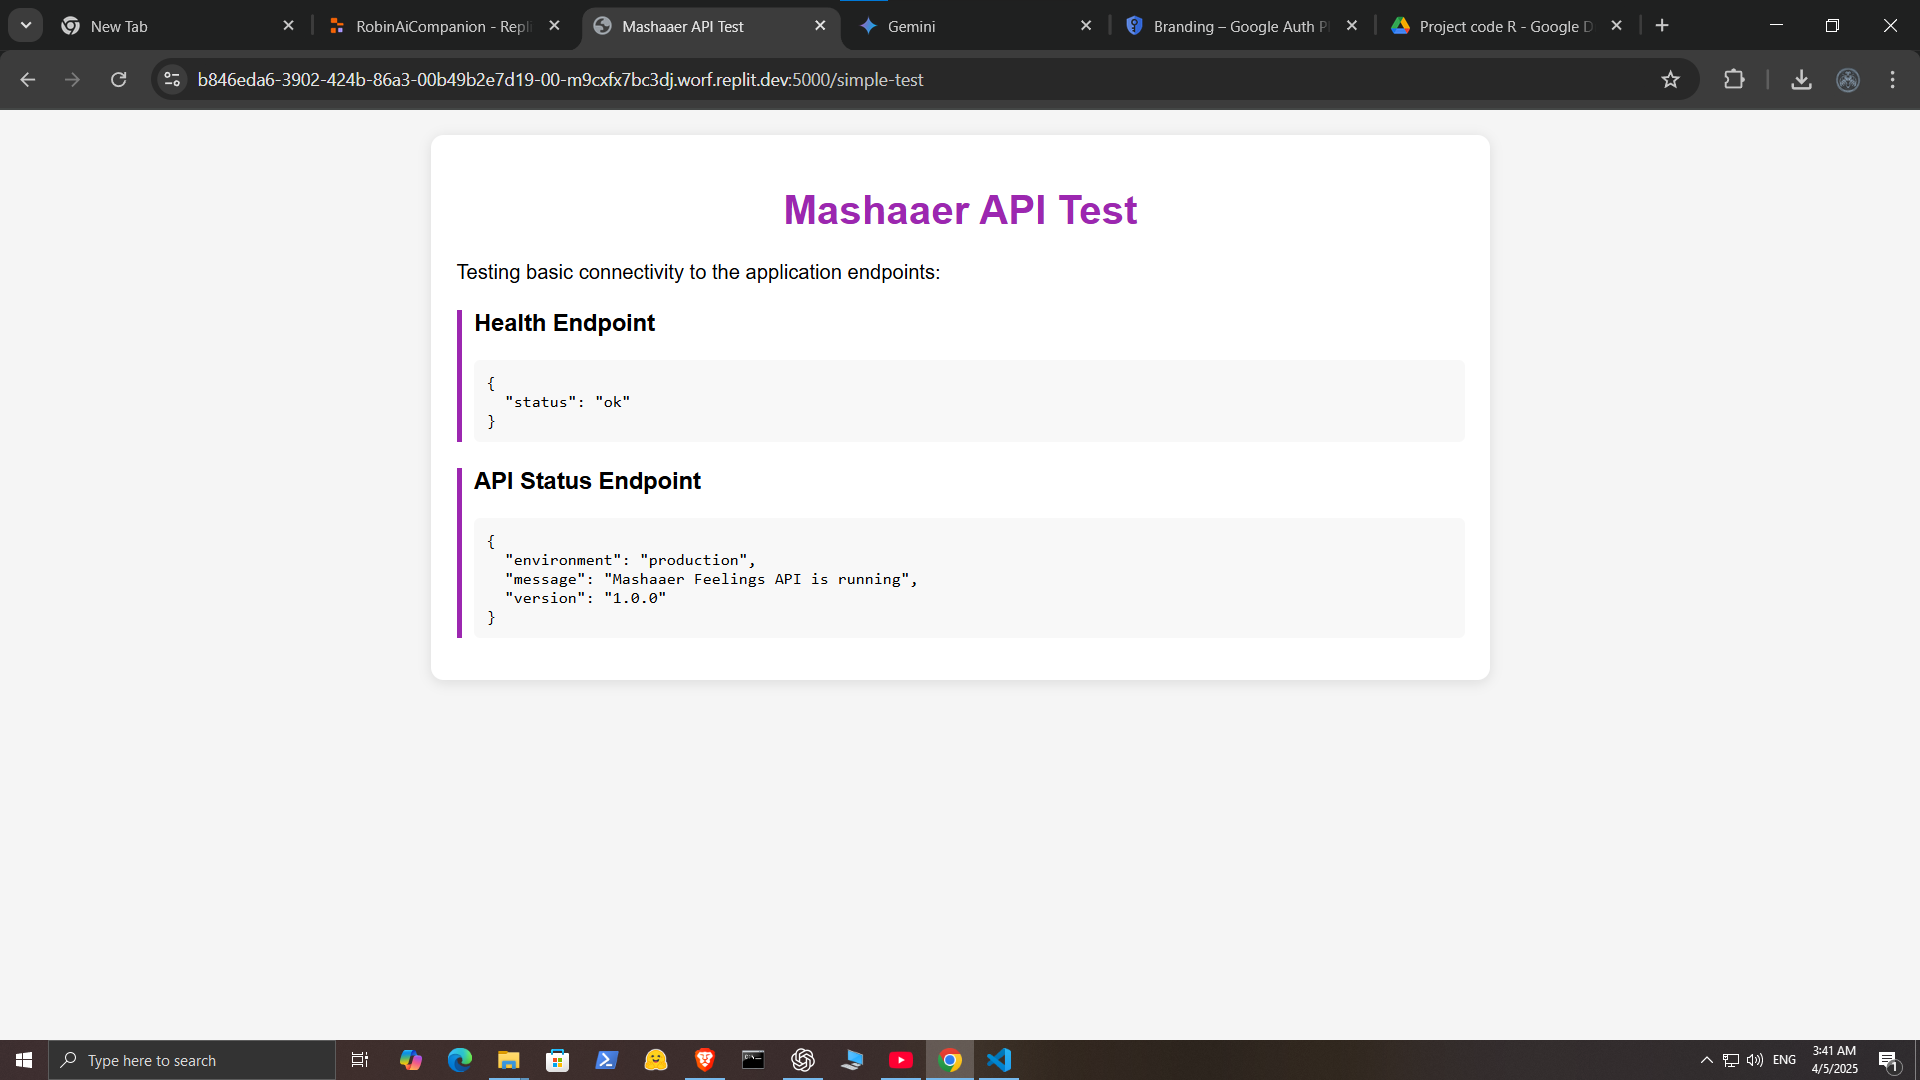 New Tab
RobinAiCompanion - Repli
Mashaaer API Test
Gemini
Branding – Google Auth Pl
Project code R - Google D
b846eda6-3902-424b-86a3-00b49b2e7d19-00-m9cxfx7bc3dj.worf.replit.dev:5000/simple-test
Mashaaer API Test
Testing basic connectivity to the application endpoints:
Health Endpoint
{
  "status": "ok"
}
API Status Endpoint
{
  "environment": "production",
  "message": "Mashaaer Feelings API is running",
  "version": "1.0.0"
}
Type here to search
ENG
3:41 AM
4/5/2025
1